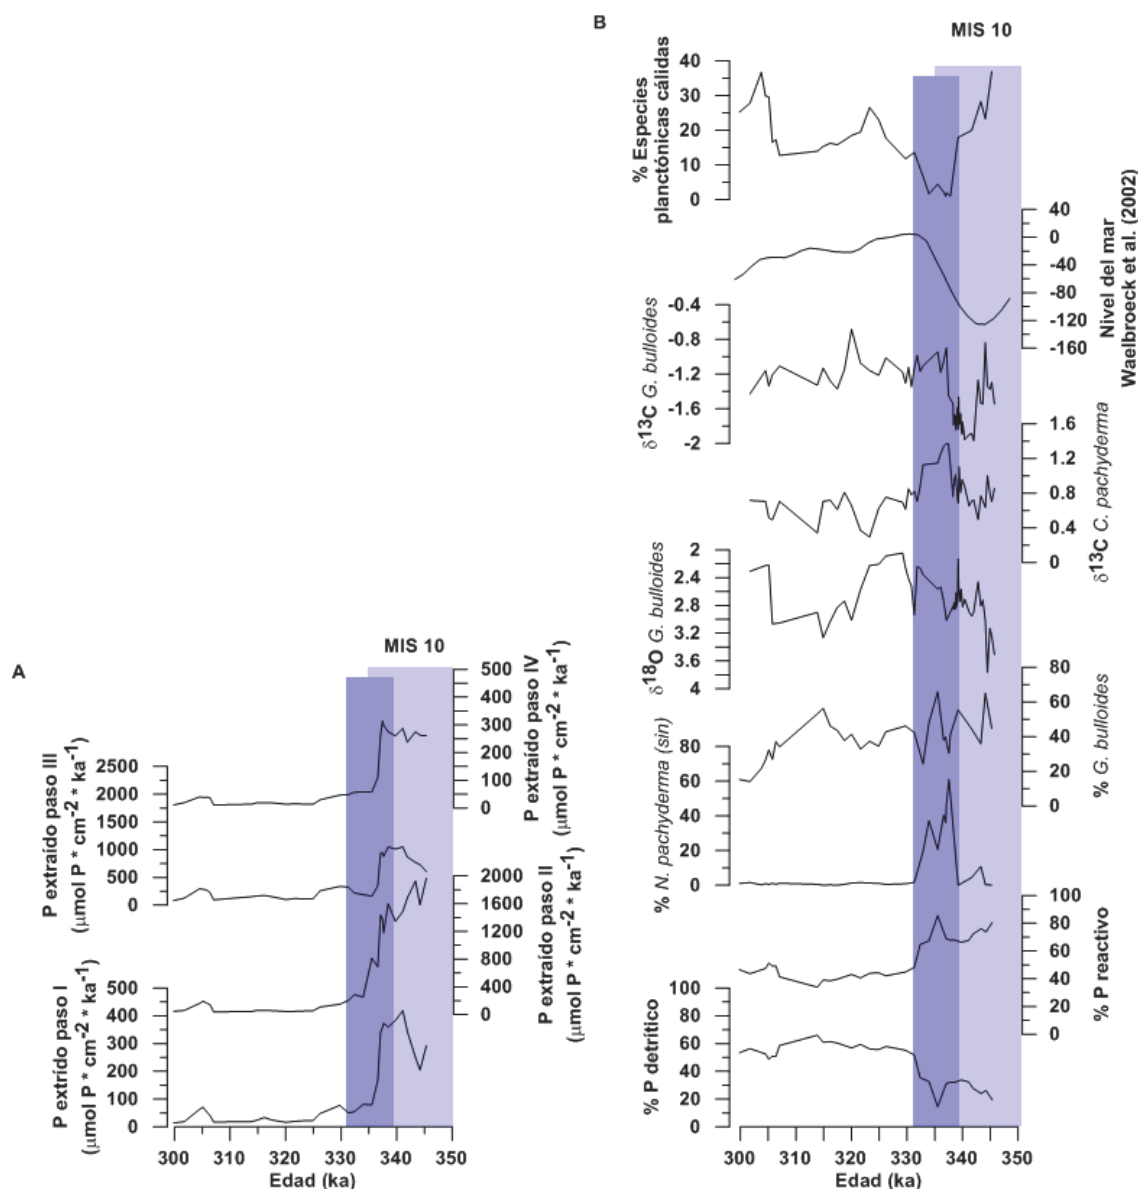 A
MIS 10
P extraído paso IV
(µmol P * cm-2 * ka-1)
500
400
300
200
100
0
P extraído paso III
(µmol P * cm-2 * ka-1)
2500
2000
1500
1000
500
0
P extraído paso II
(µmol P * cm-2 * ka-1)
2000
1600
1200
800
400
0
P extrído paso I
(µmol P * cm-2 * ka-1)
500
400
300
200
100
0
300 310 320 330 340 350
Edad (ka)
B
MIS 10
% Especies
planctónicas cálidas
40
30
20
10
0
Nivel del mar
Waelbroeck et al. (2002)
40
0
-40
-80
-120
-160
δ13C G. bulloides
-0.4
-0.8
-1.2
-1.6
-2
δ13C C. pachyderma
1.6
1.2
0.8
0.4
0
δ18O G. bulloides
2
2.4
2.8
3.2
3.6
4
% G. bulloides
80
60
40
20
0
% N. pachyderma (sin)
80
60
40
20
0
% P reactivo
100
80
60
40
20
0
% P detrítico
100
80
60
40
20
0
300 310 320 330 340 350
Edad (ka)